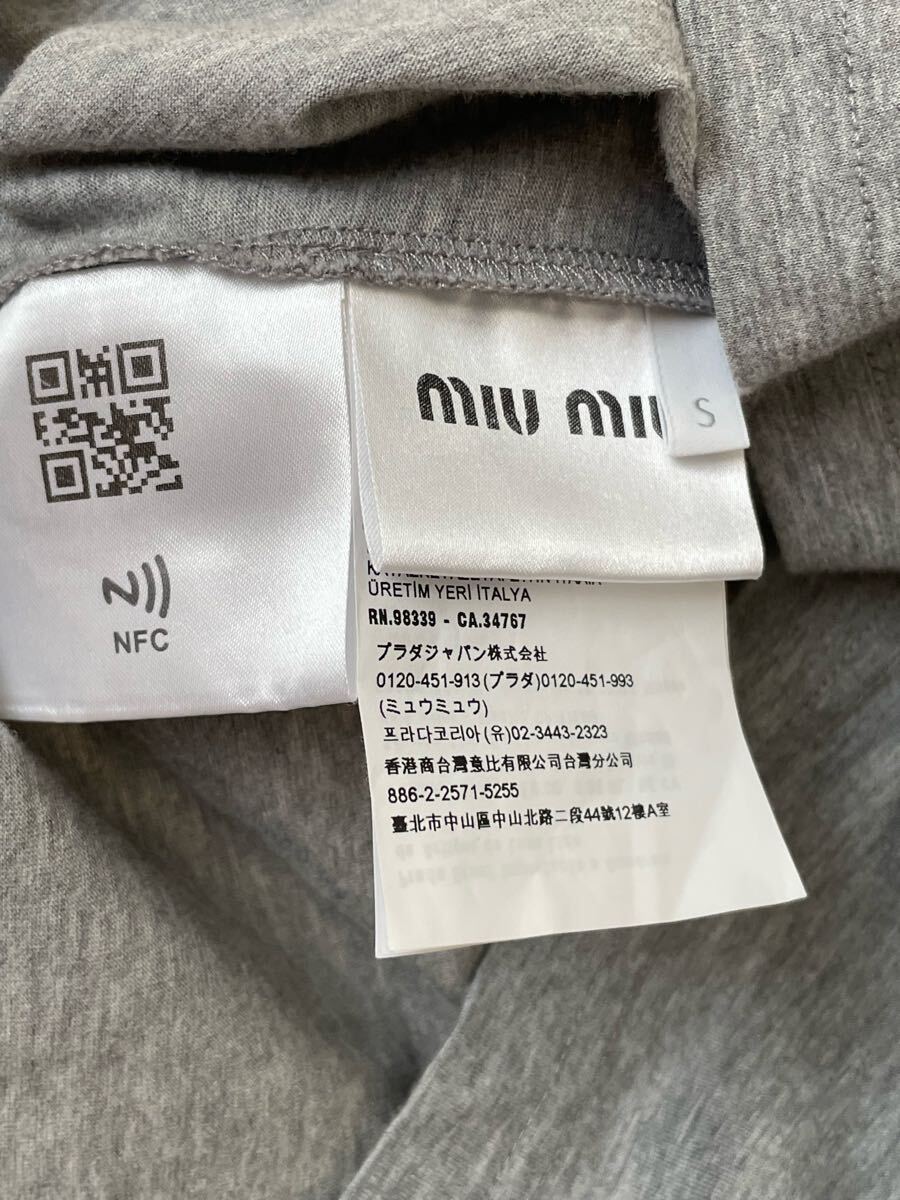 NFC
miu miu
S
ÜRETİM YERİ İTALYA
RN.98339 - CA.34767
プラダジャパン株式会社
0120-451-913(プラダ)0120-451-993
(ミュウミュウ)
프라다코리아(유)02-3443-2323
香港商台灣意比有限公司台灣分公司
886-2-2571-5255
臺北市中山區中山北路二段44號12樓A室